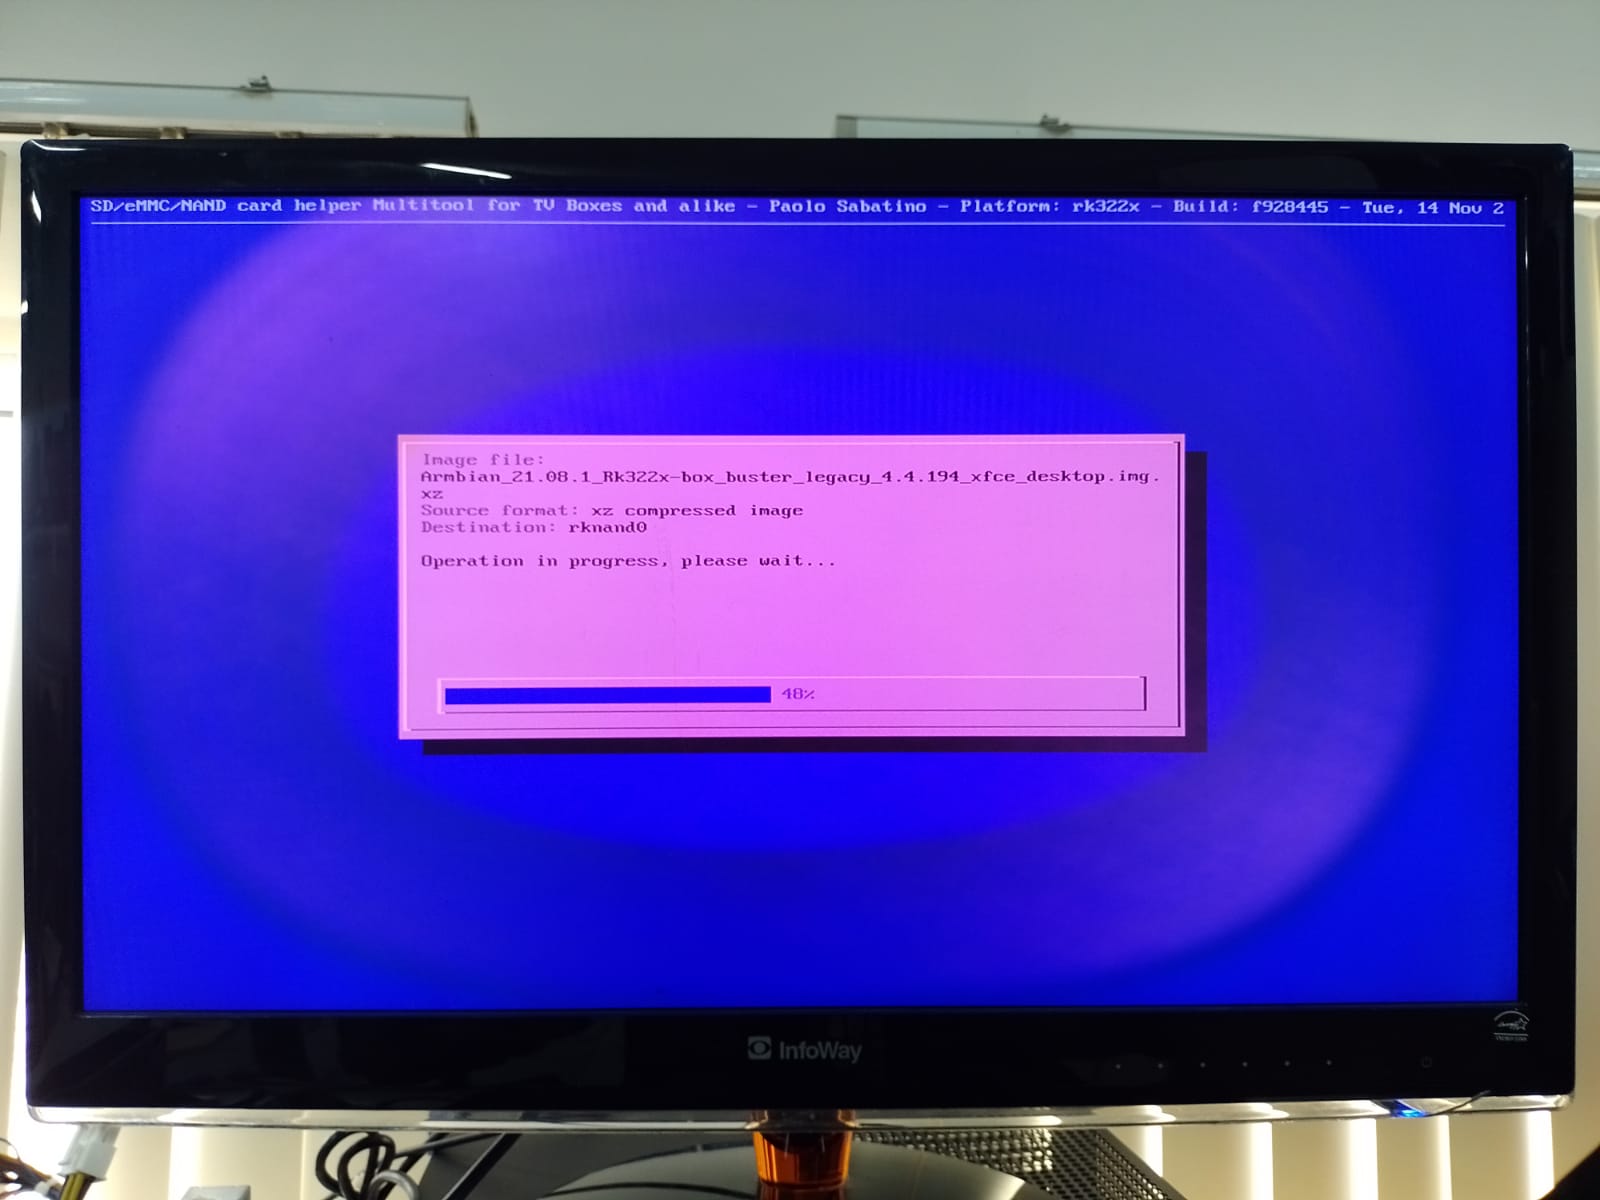 SD/eMMC/NAND card helper Multitool for TV Boxes and alike - Paolo Sabatino - Platform: rk322x - Build: f928445 - Tue, 14 Nov 2
Image file:
Armbian_21.08.1_Rk322x-box_buster_legacy_4.4.194_xfce_desktop.img.
xz
Source format: xz compressed image
Destination: rknand0
Operation in progress, please wait...
48%
InfoWay